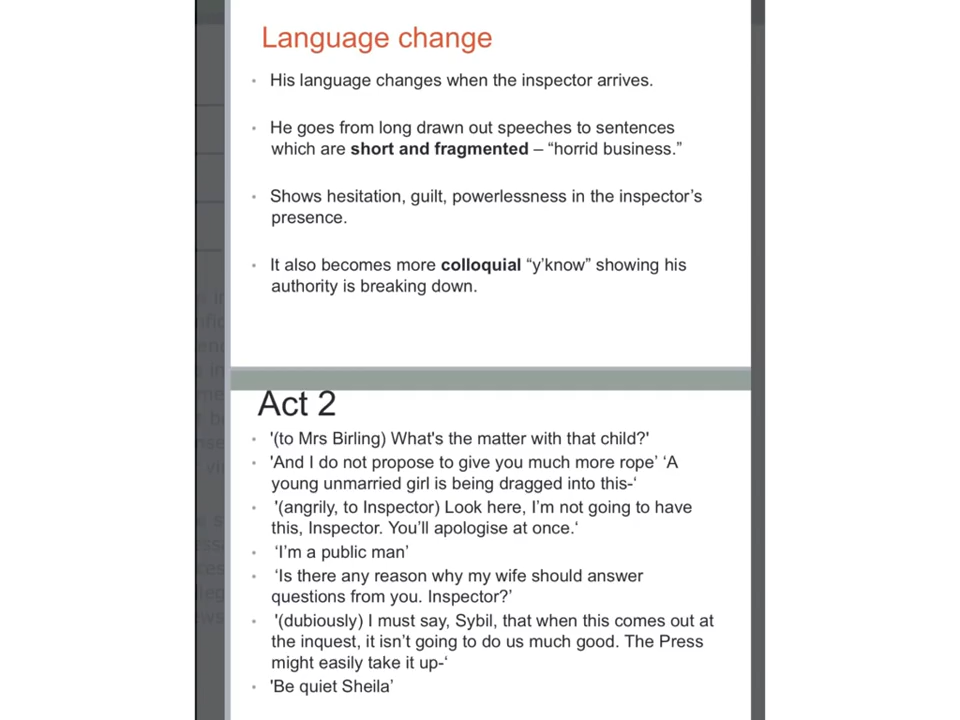 Language change
• His language changes when the inspector arrives.
• He goes from long drawn out speeches to sentences
which are short and fragmented – “horrid business.”
• Shows hesitation, guilt, powerlessness in the inspector’s
presence.
• It also becomes more colloquial “y’know” showing his
authority is breaking down.
Act 2
• '(to Mrs Birling) What's the matter with that child?'
• 'And I do not propose to give you much more rope’ ‘A
young unmarried girl is being dragged into this-‘
• '(angrily, to Inspector) Look here, I’m not going to have
this, Inspector. You’ll apologise at once.‘
• ‘I’m a public man’
• ‘Is there any reason why my wife should answer
questions from you. Inspector?’
• '(dubiously) I must say, Sybil, that when this comes out at
the inquest, it isn’t going to do us much good. The Press
might easily take it up-‘
• 'Be quiet Sheila’